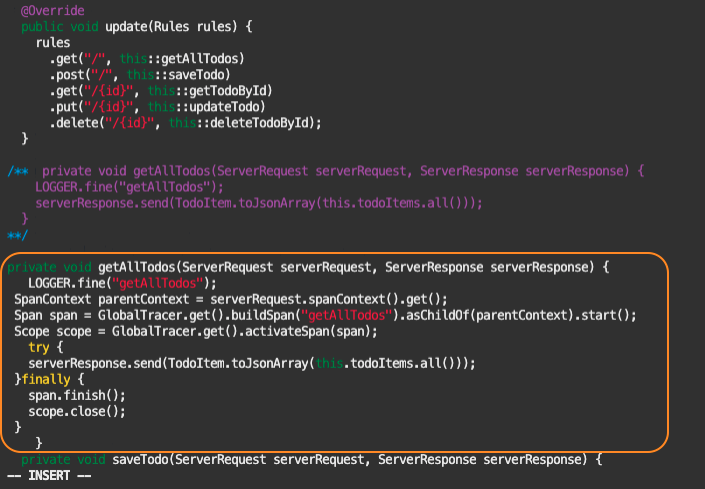 @Override
public void update(Rules rules) {
rules
.get("/", this::getAllTodos)
.post("/", this::saveTodo)
.get("/{id}", this::getTodoById)
.put("/{id}", this::updateTodo)
.delete("/{id}", this::deleteTodoById);
}
/**  private void getAllTodos(ServerRequest serverRequest, ServerResponse serverResponse) {
LOGGER.fine("getAllTodos");
serverResponse.send(TodoItem.toJsonArray(this.todoItems.all()));
}
**/
private void getAllTodos(ServerRequest serverRequest, ServerResponse serverResponse) {
LOGGER.fine("getAllTodos");
SpanContext parentContext = serverRequest.spanContext().get();
Span span = GlobalTracer.get().buildSpan("getAllTodos").asChildOf(parentContext).start();
Scope scope = GlobalTracer.get().activateSpan(span);
try {
serverResponse.send(TodoItem.toJsonArray(this.todoItems.all()));
}finally {
span.finish();
scope.close();
}
}
private void saveTodo(ServerRequest serverRequest, ServerResponse serverResponse) {
-- INSERT --